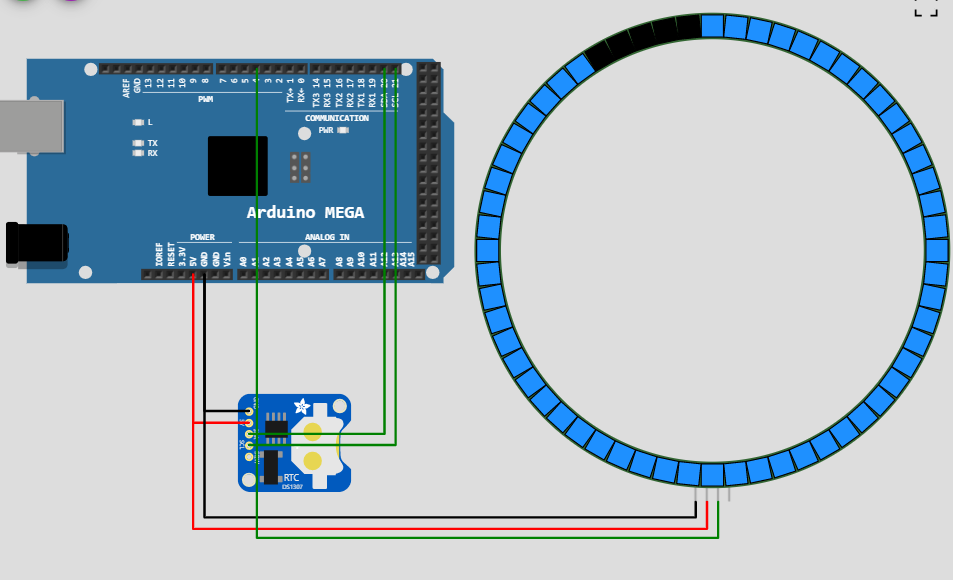 AREF
GND
13
12
11
10
9
8
7
6
5
4
3
2
TX→ 1
RX← 0
TX3 14
RX3 15
TX2 16
RX2 17
TX1 18
RX1 19
PWM
COMMUNICATION
L
PWR
TX
RX
Arduino MEGA
POWER
ANALOG IN
IOREF
RESET
3.3V
5V
GND
GND
Vin
A0
A1
A2
A3
A4
A5
A6
A7
A8
A9
A10
A11
A14
A15
SCL
RTC
DS1307